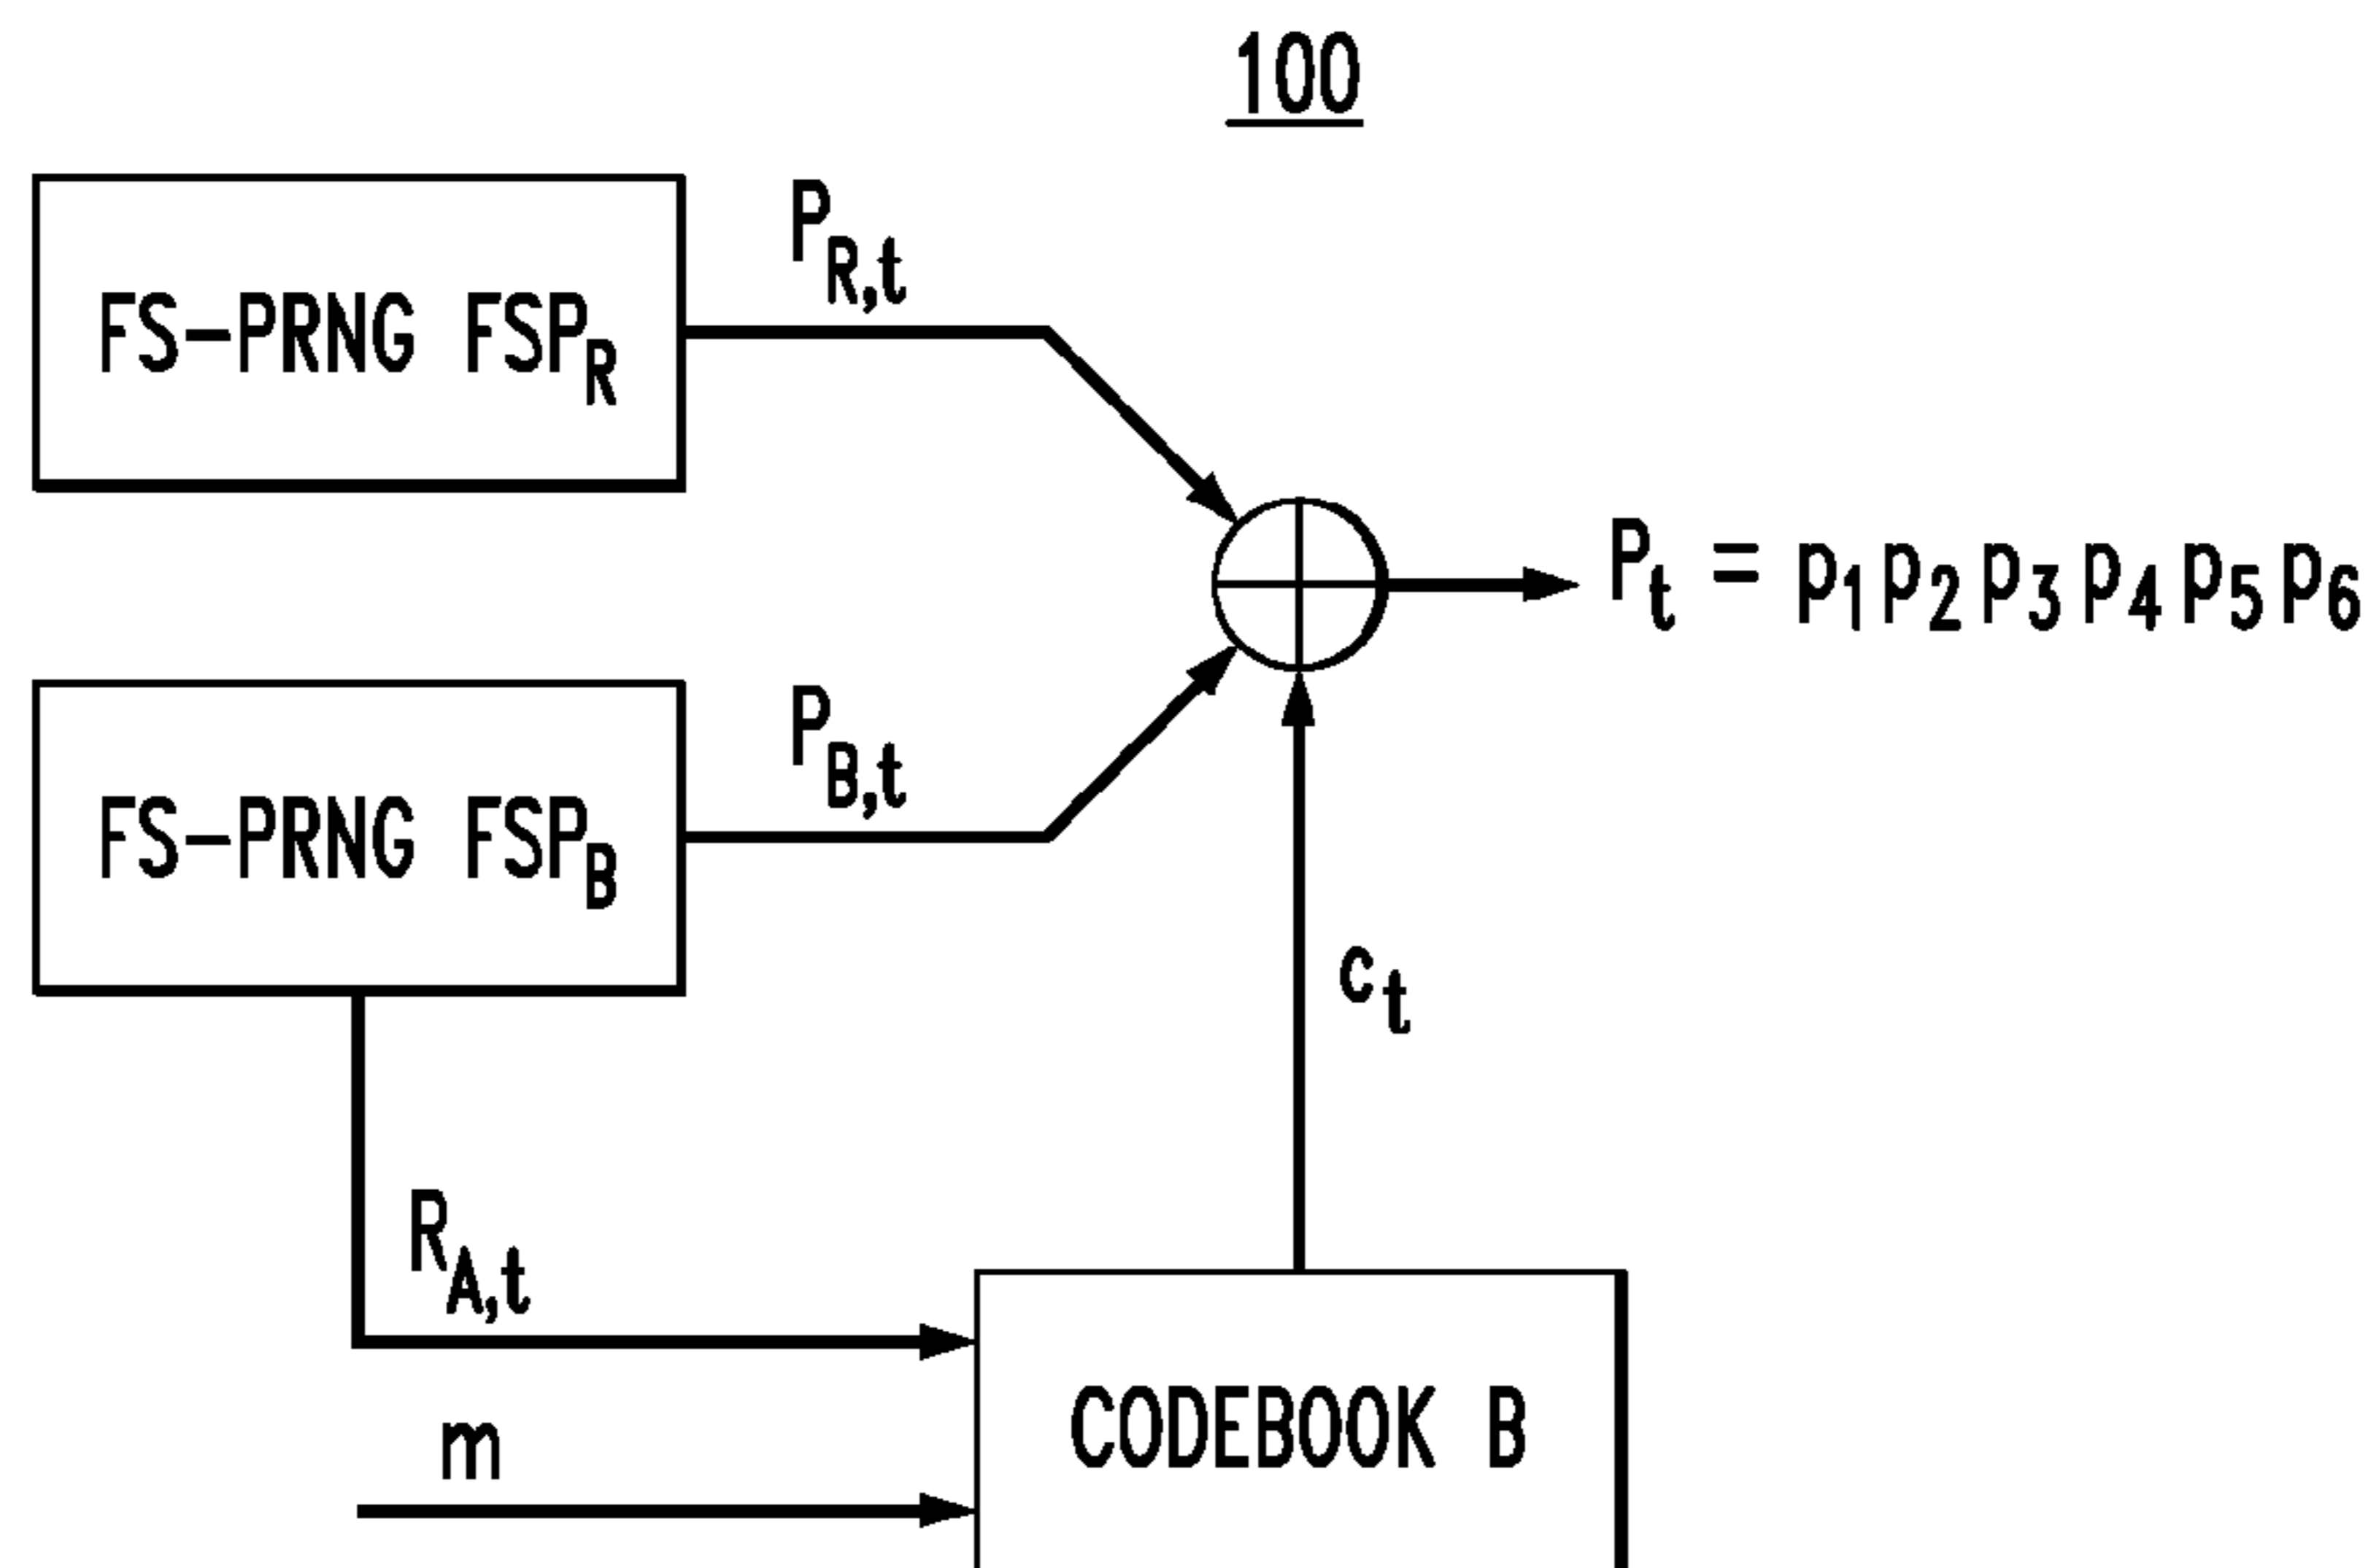 100
P_R,t
FS-PRNG FSP_R
P_t = p_1 p_2 p_3 p_4 p_5 p_6
P_B,t
FS-PRNG FSP_B
c_t
R_A,t
CODEBOOK B
m